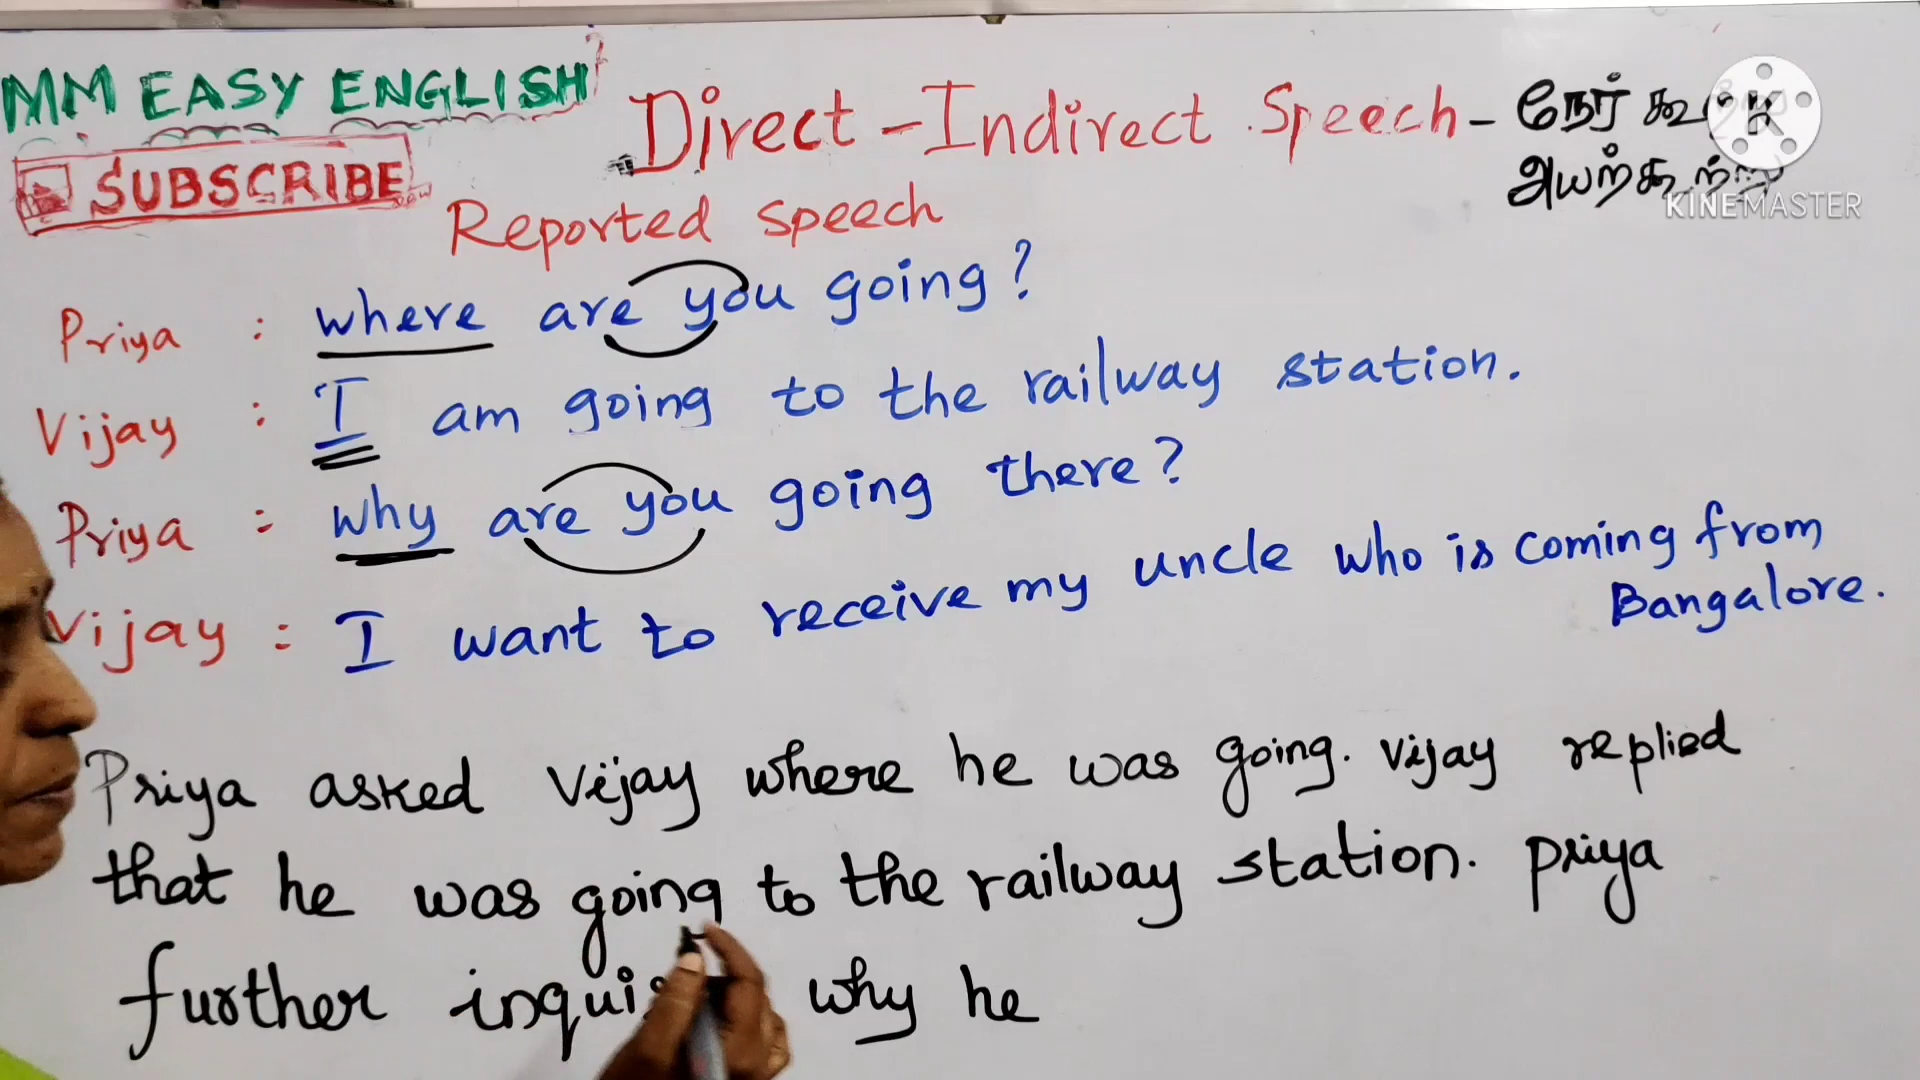 MM EASY ENGLISH
SUBSCRIBE
Direct - Indirect Speech - நேர் கூற்று
அயற்கூற்று
KINEMASTER
Reported speech
Priya : where are you going?
Vijay : I am going to the railway station.
Priya : why are you going there?
Vijay : I want to receive my uncle who is coming from
Bangalore.
Priya asked Vijay where he was going. Vijay replied
that he was going to the railway station. Priya
further why he